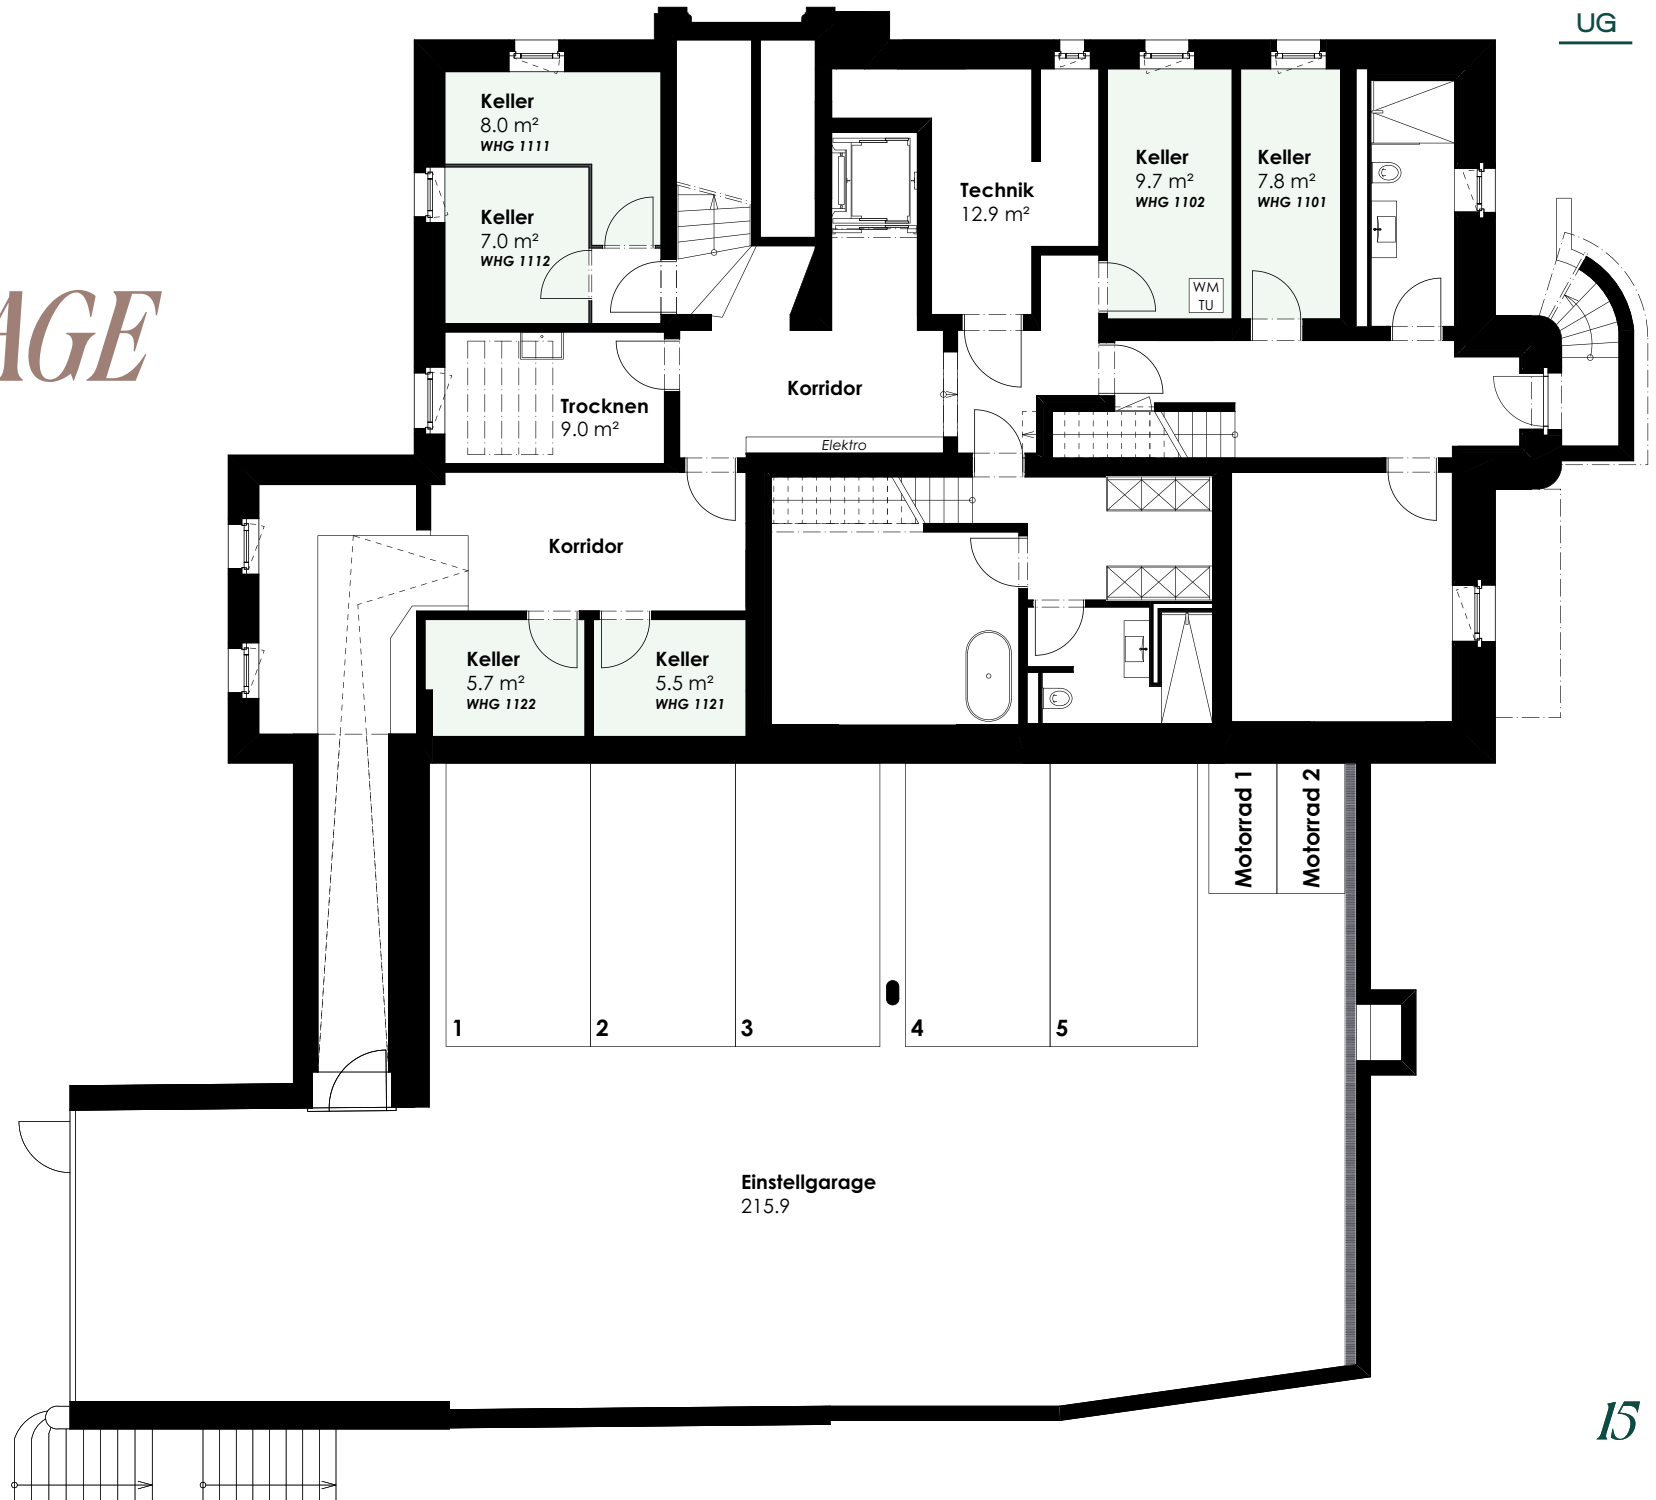 UG
AGE
Keller
8.0 m²
WHG 1111
Keller
7.0 m²
WHG 1112
Technik
12.9 m²
Keller
9.7 m²
WHG 1102
WM
TU
Keller
7.8 m²
WHG 1101
Trocknen
9.0 m²
Korridor
Elektro
Korridor
Keller
5.7 m²
WHG 1122
Keller
5.5 m²
WHG 1121
Motorrad 1
Motorrad 2
1
2
3
4
5
Einstellgarage
215.9
15